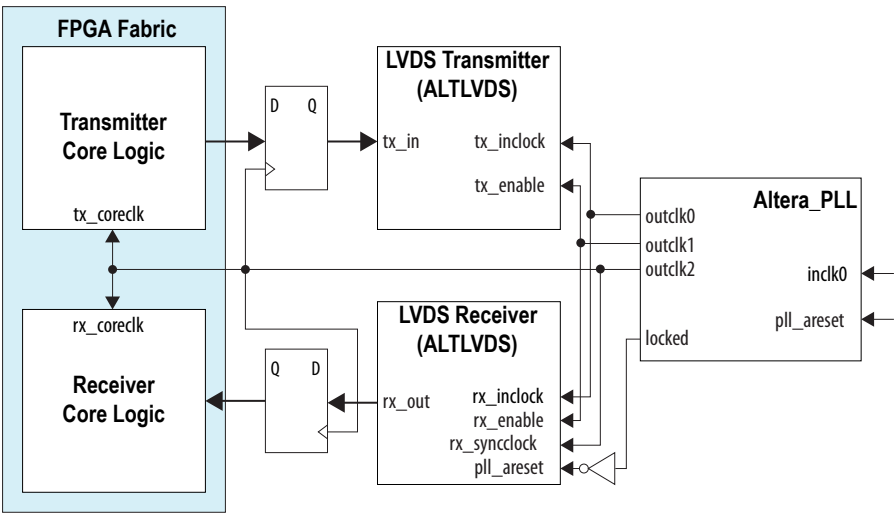 FPGA Fabric
Transmitter
Core Logic
tx_coreclk
D Q
LVDS Transmitter
(ALTLVDS)
tx_in
tx_inclock
tx_enable
Altera_PLL
outclk0
outclk1
outclk2
locked
inclk0
pll_areset
rx_coreclk
Receiver
Core Logic
Q D
LVDS Receiver
(ALTLVDS)
rx_out
rx_inclock
rx_enable
rx_syncclock
pll_areset